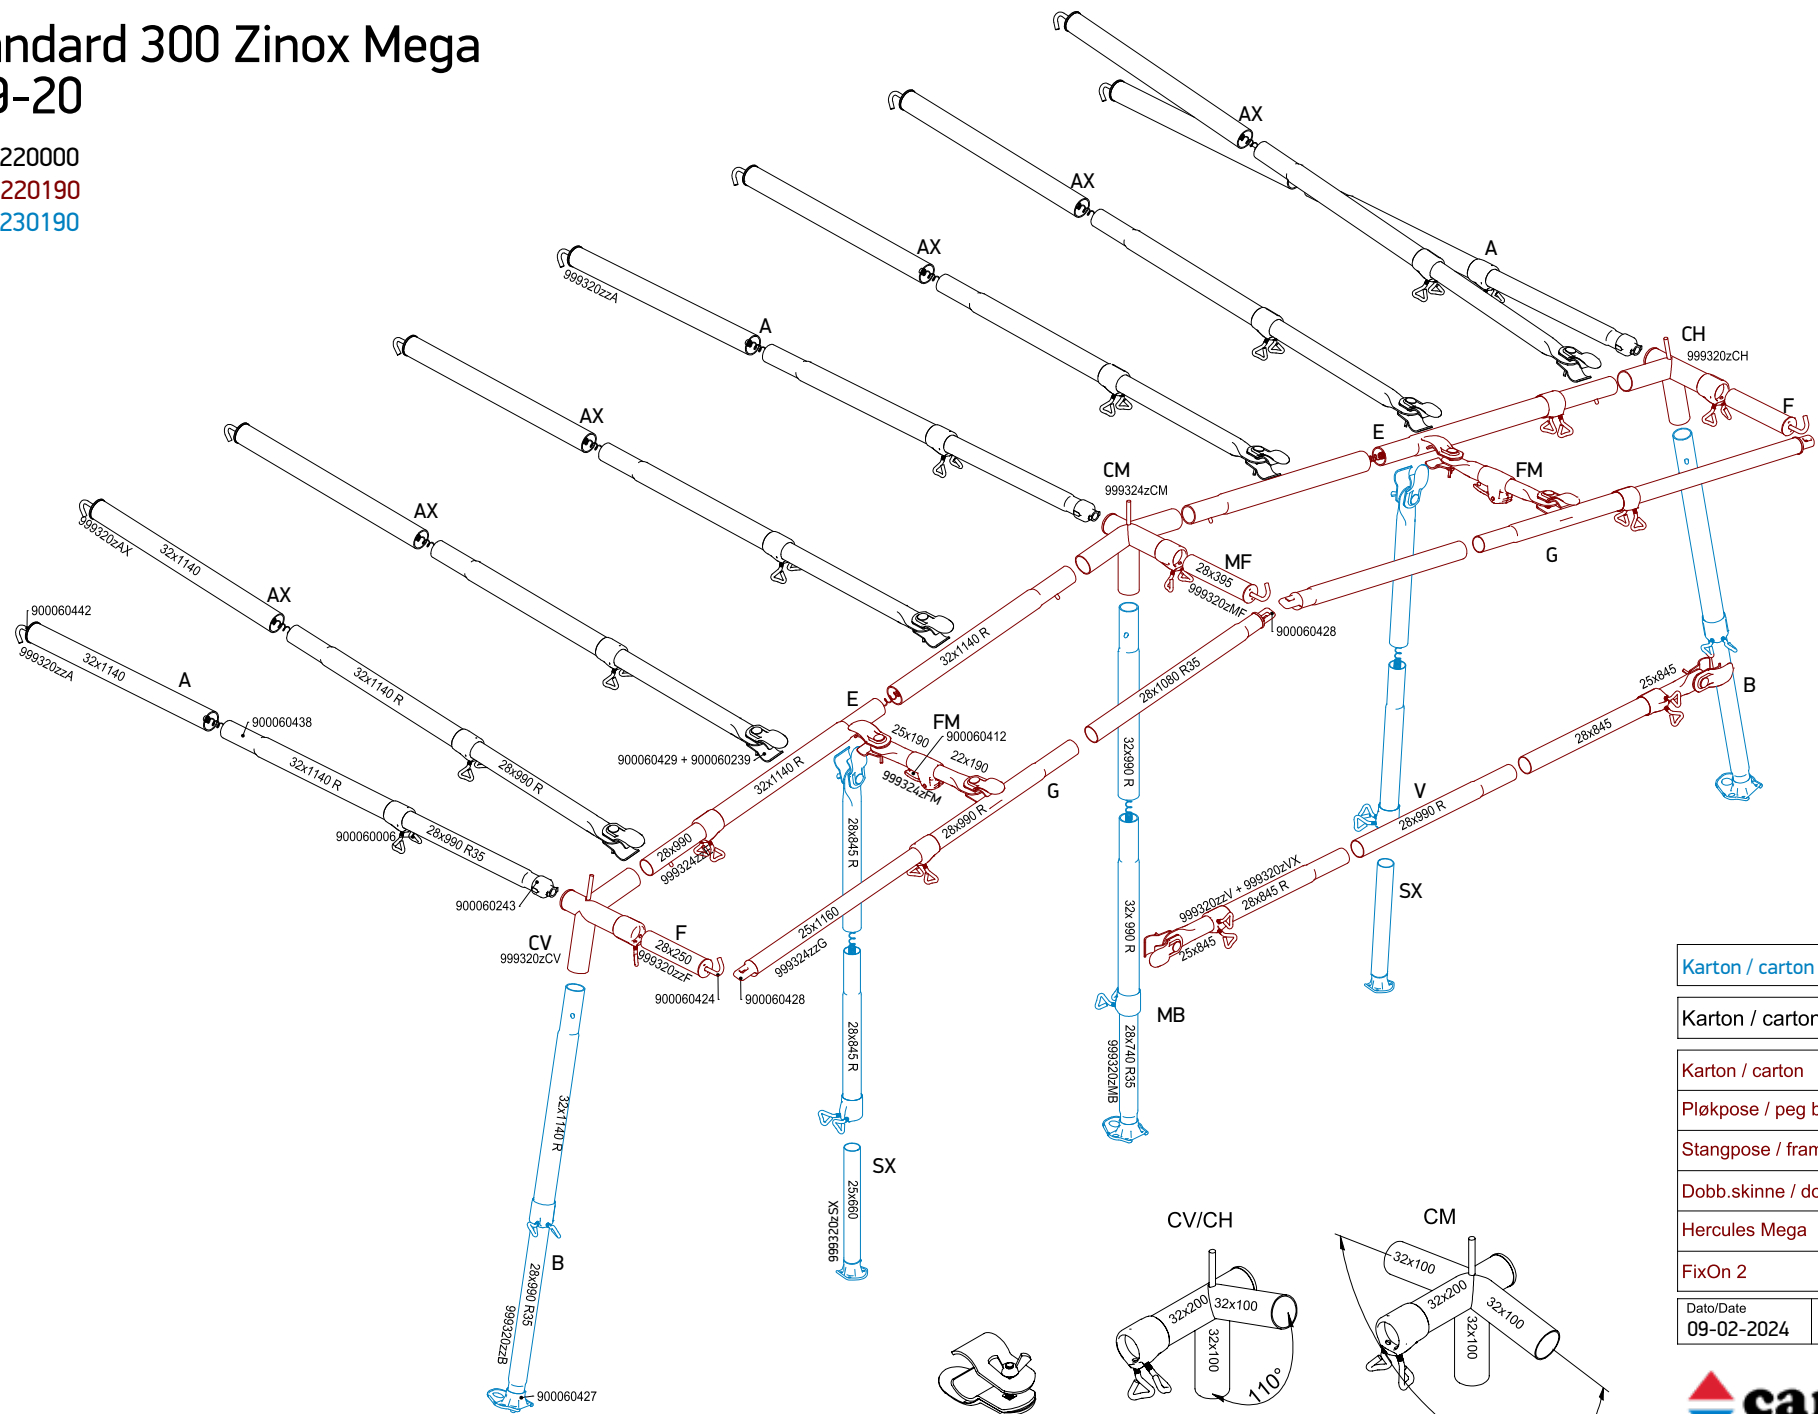 andard 300 Zinox Mega
9-20
220000
220190
230190
AX
AX
AX
A
999320zzA
A
CH
999320zCH
F
AX
E
CM
999324zCM
FM
AX
G
MF
28x395
999320zMF
900060428
999320zAX
32x1140
AX
900060442
32x1140
999320zzA
A
32x1140 R
900060438
32x1140 R
28x990 R
900060006
28x990 R35
900060243
32x1140 R
E
FM
25x190
900060412
22x190
999324zFM
900060429 + 900060239
32x1140 R
28x1080 R35
G
28x990 R
28x990
25x1160
999324zzG
28x845 R
32x990 R
25x845
28x845
B
V
28x990 R
999320zzV + 999320zVX
28x845 R
25x845
SX
CV
999320zCV
F
28x250
999320zzF
900060424
900060428
32x 990 R
MB
28x740 R35
999320zMB
28x845 R
32x1140 R
SX
25x660
999320zSX
B
28x990 R35
999320zzB
900060427
CV/CH
32x200
32x100
32x100
110°
CM
32x100
32x200
32x100
32x100
Karton / carton
Karton / carton
Karton / carton
Pløkpose / peg b
Stangpose / fram
Dobb.skinne / do
Hercules Mega
FixOn 2
Dato/Date
09-02-2024
ca